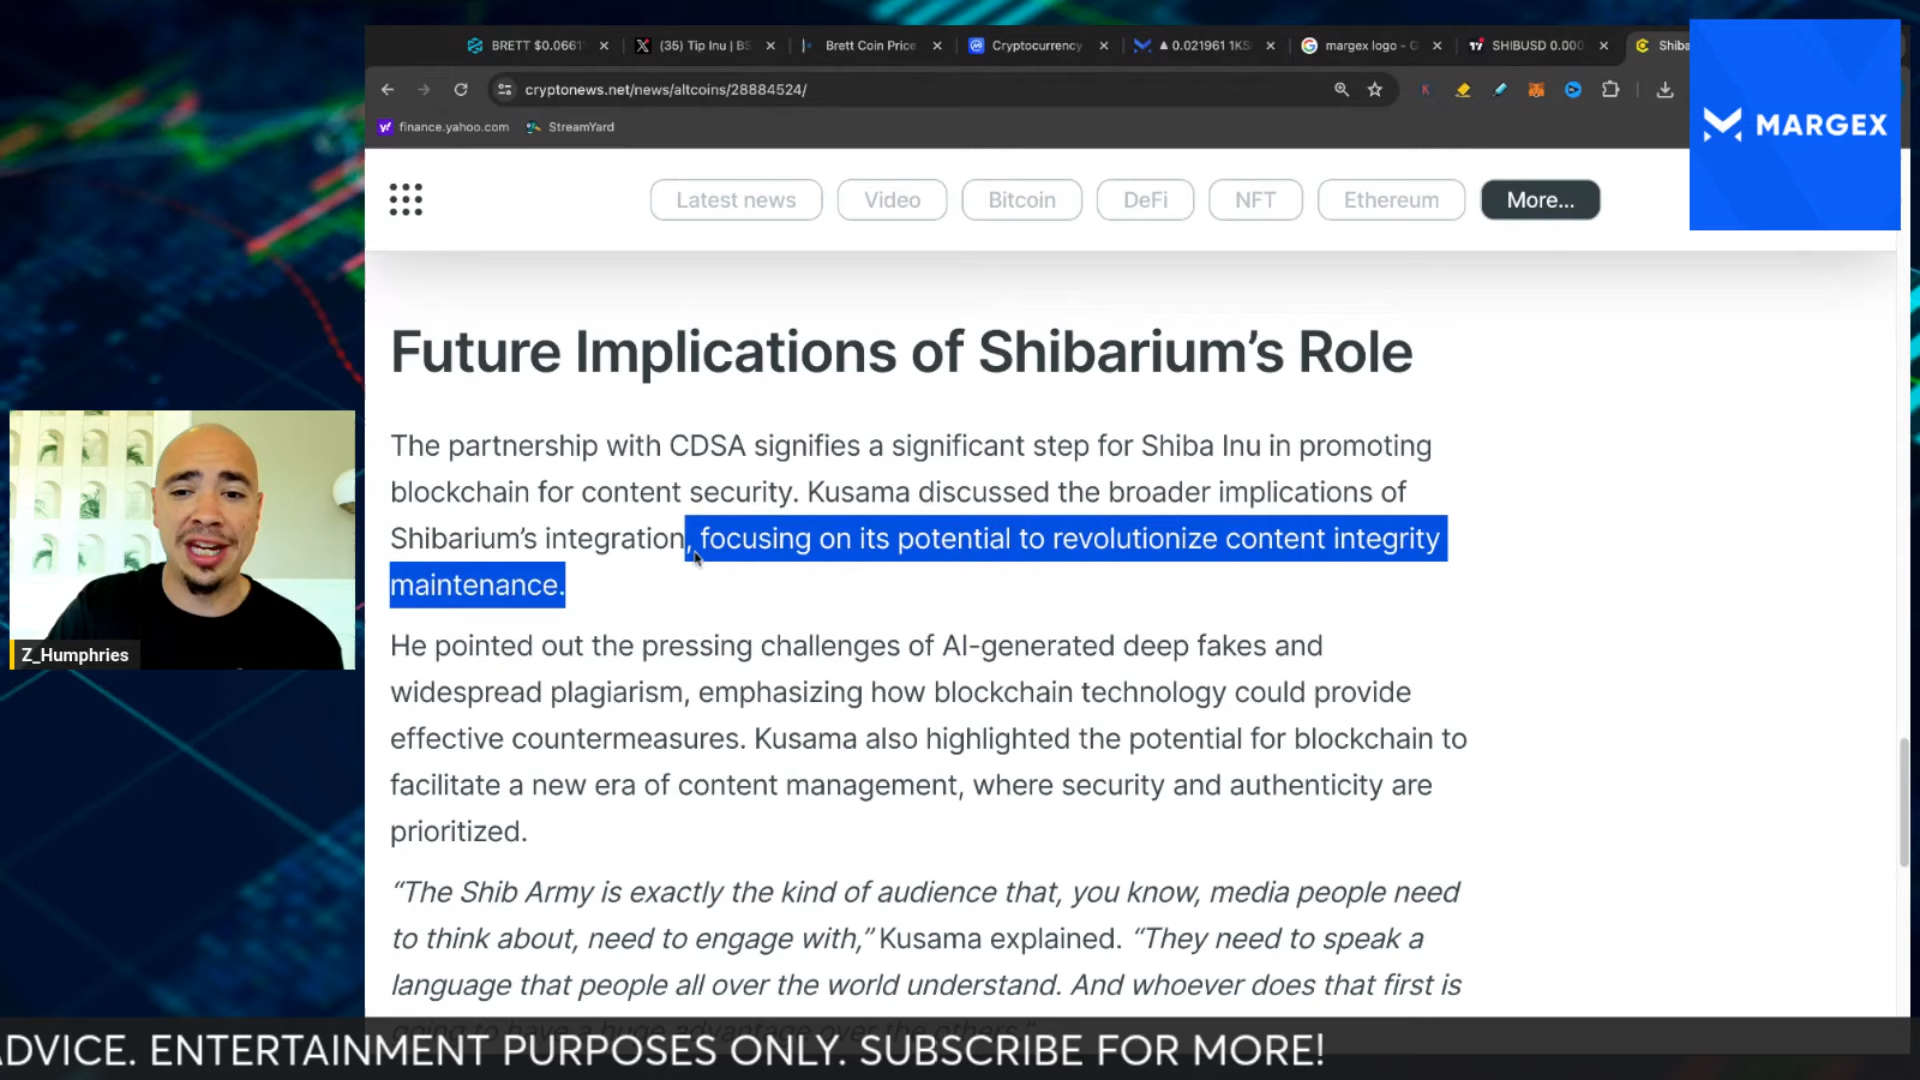 BRETT $0.0661
(35) Tip Inu | BS
Brett Coin Price
Cryptocurrency
▲ 0.021961 1KS
margex logo - G
SHIBUSD 0.000
Shiba
cryptonews.net/news/altcoins/28884524/
finance.yahoo.com
StreamYard
MARGEX
Latest news
Video
Bitcoin
DeFi
NFT
Ethereum
More...
Future Implications of Shibarium’s Role
The partnership with CDSA signifies a significant step for Shiba Inu in promoting
blockchain for content security. Kusama discussed the broader implications of
Shibarium’s integration, focusing on its potential to revolutionize content integrity
maintenance.
He pointed out the pressing challenges of AI-generated deep fakes and
widespread plagiarism, emphasizing how blockchain technology could provide
effective countermeasures. Kusama also highlighted the potential for blockchain to
facilitate a new era of content management, where security and authenticity are
prioritized.
“The Shib Army is exactly the kind of audience that, you know, media people need
to think about, need to engage with,” Kusama explained. “They need to speak a
language that people all over the world understand. And whoever does that first is
going to have a huge advantage over the others.”
Z_Humphries
ADVICE. ENTERTAINMENT PURPOSES ONLY. SUBSCRIBE FOR MORE!